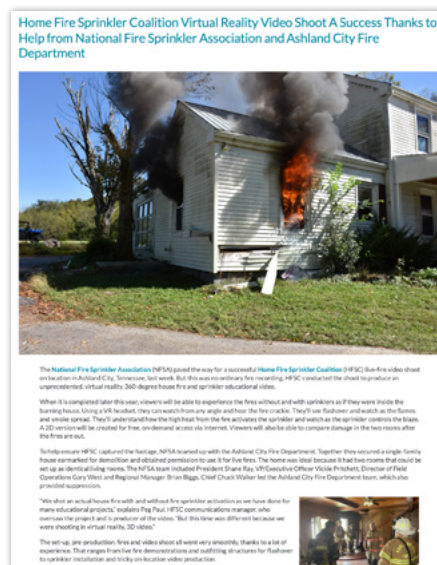 Home Fire Sprinkler Coalition Virtual Reality Video Shoot A Success Thanks to
Help from National Fire Sprinkler Association and Ashland City Fire
Department
The National Fire Sprinkler Association (NFSA) paved the way for a successful Home Fire Sprinkler Coalition (HFSC) live-fire video shoot
on location in Ashland City, Tennessee, last week. But this was no ordinary fire recording. HFSC conducted the shoot to produce an
unprecedented, virtual reality, 360-degree house fire and sprinkler educational video.
When it is completed later this year, viewers will be able to experience the fires without and with sprinklers as if they were inside the
burning house. Using a VR headset, they can watch from any angle and hear the fire crackle. They'll see flashover and watch as the flames
and smoke spread. They'll understand how the high heat from the fire activates the sprinkler and watch as the sprinkler controls the blaze.
A 2D version will be created for free, on-demand access via internet. Viewers will also be able to compare damage in the two rooms after
the fires are out.
To help ensure HFSC captured the footage, NFSA teamed up with the Ashland City Fire Department. Together they secured a single-family
house earmarked for demolition and obtained permission to use it for live fires. The home was ideal because it had two rooms that could be
set up as identical living rooms. The NFSA team included President Shane Ray, VP/Executive Officer Vickie Pritchett, Director of Field
Operations Gary West and Regional Manager Brian Biggs. Chief Chuck Walker led the Ashland City Fire Department team, which also
provided suppression.
"We shot an actual house fire with and without fire sprinkler activation as we have done for
many educational projects," explains Peg Paul, HFSC communications manager, who
oversaw the project and is producer of the video. "But this time was different because we
were shooting in virtual reality, 3D video."
The set-up, pre-production, fires and video shoot all went very smoothly, thanks to a lot of
experience. That ranges from live fire demonstrations and outfitting structures for flashover
to sprinkler installation and tricky on-location video production.